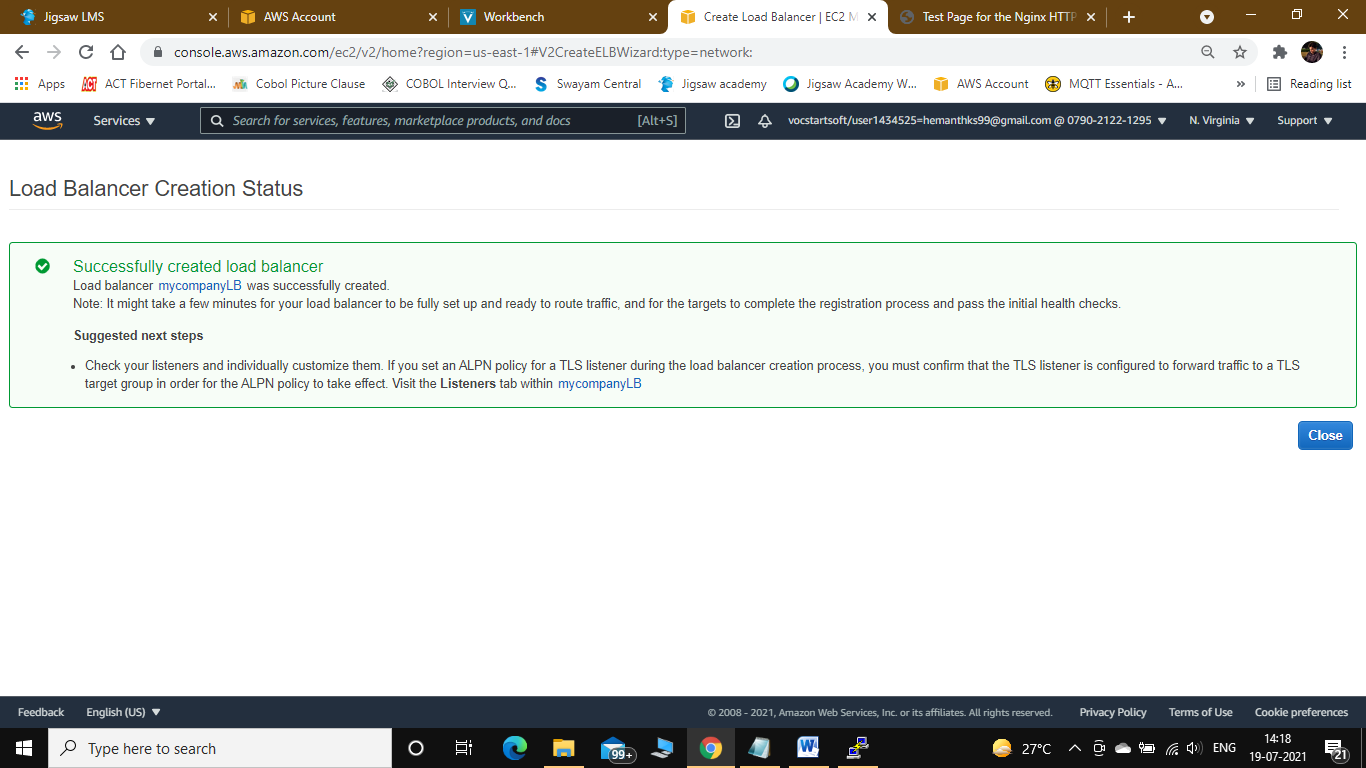 Jigsaw LMS
AWS Account
Workbench
Create Load Balancer | EC2 M
Test Page for the Nginx HTTP
console.aws.amazon.com/ec2/v2/home?region=us-east-1#V2CreateELBWizard:type=network:
Apps
ACT Fibernet Portal...
Cobol Picture Clause
COBOL Interview Q...
Swayam Central
Jigsaw academy
Jigsaw Academy W...
AWS Account
MQTT Essentials - A...
Reading list
aws
Services
Search for services, features, marketplace products, and docs
[Alt+S]
vocstartsoft/user1434525=hemanthks99@gmail.com @ 0790-2122-1295
N. Virginia
Support
Load Balancer Creation Status
Successfully created load balancer
Load balancer mycompanyLB was successfully created.
Note: It might take a few minutes for your load balancer to be fully set up and ready to route traffic, and for the targets to complete the registration process and pass the initial health checks.
Suggested next steps
• Check your listeners and individually customize them. If you set an ALPN policy for a TLS listener during the load balancer creation process, you must confirm that the TLS listener is configured to forward traffic to a TLS
target group in order for the ALPN policy to take effect. Visit the Listeners tab within mycompanyLB
Close
Feedback
English (US)
© 2008 - 2021, Amazon Web Services, Inc. or its affiliates. All rights reserved.
Privacy Policy
Terms of Use
Cookie preferences
Type here to search
99+
27°C
ENG
14:18
19-07-2021
21